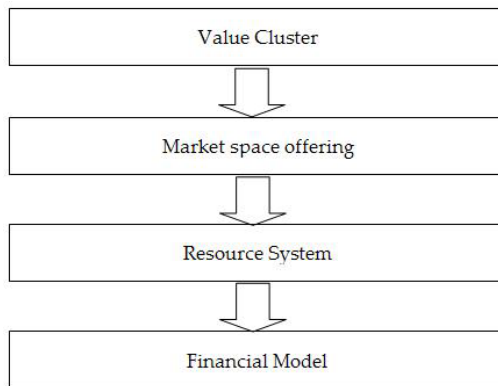 Value Cluster
Market space offering
Resource System
Financial Model